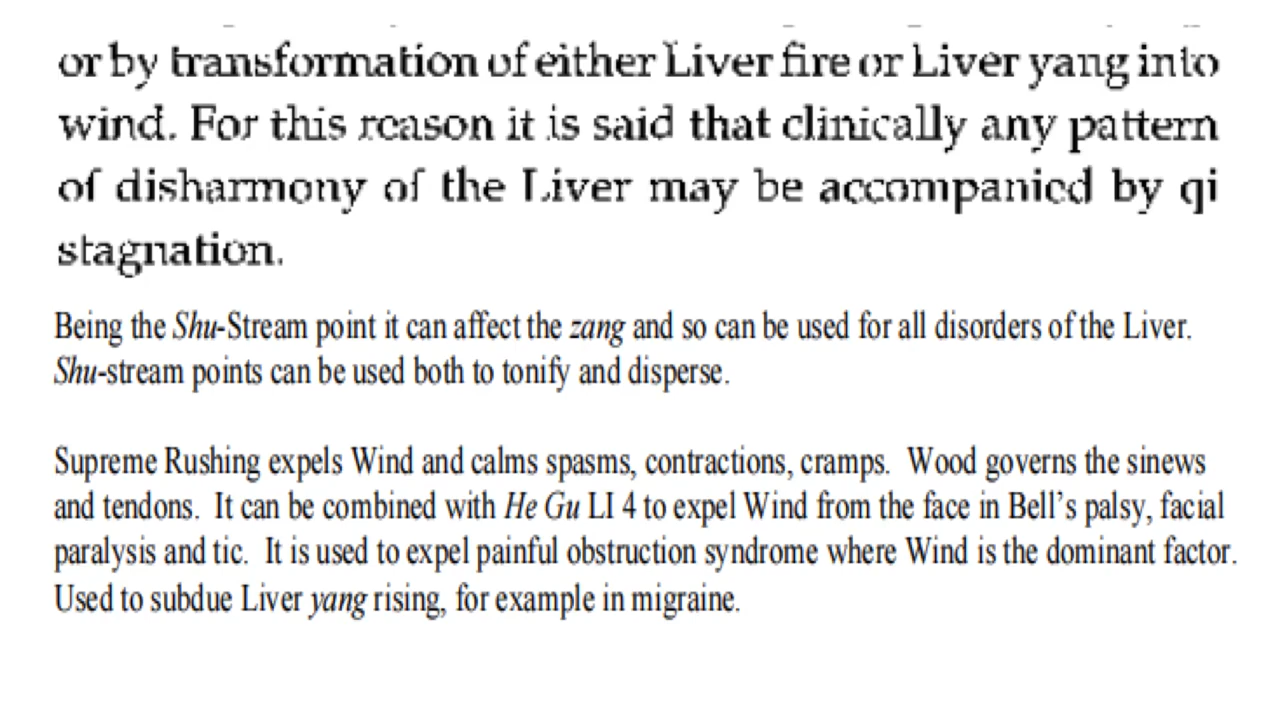 or by transformation of either Liver fire or Liver yang into
wind. For this reason it is said that clinically any pattern
of disharmony of the Liver may be accompanied by qi
stagnation.
Being the Shu-Stream point it can affect the zang and so can be used for all disorders of the Liver.
Shu-stream points can be used both to tonify and disperse.
Supreme Rushing expels Wind and calms spasms, contractions, cramps.  Wood governs the sinews
and tendons.  It can be combined with He Gu LI 4 to expel Wind from the face in Bell’s palsy, facial
paralysis and tic.  It is used to expel painful obstruction syndrome where Wind is the dominant factor.
Used to subdue Liver yang rising, for example in migraine.